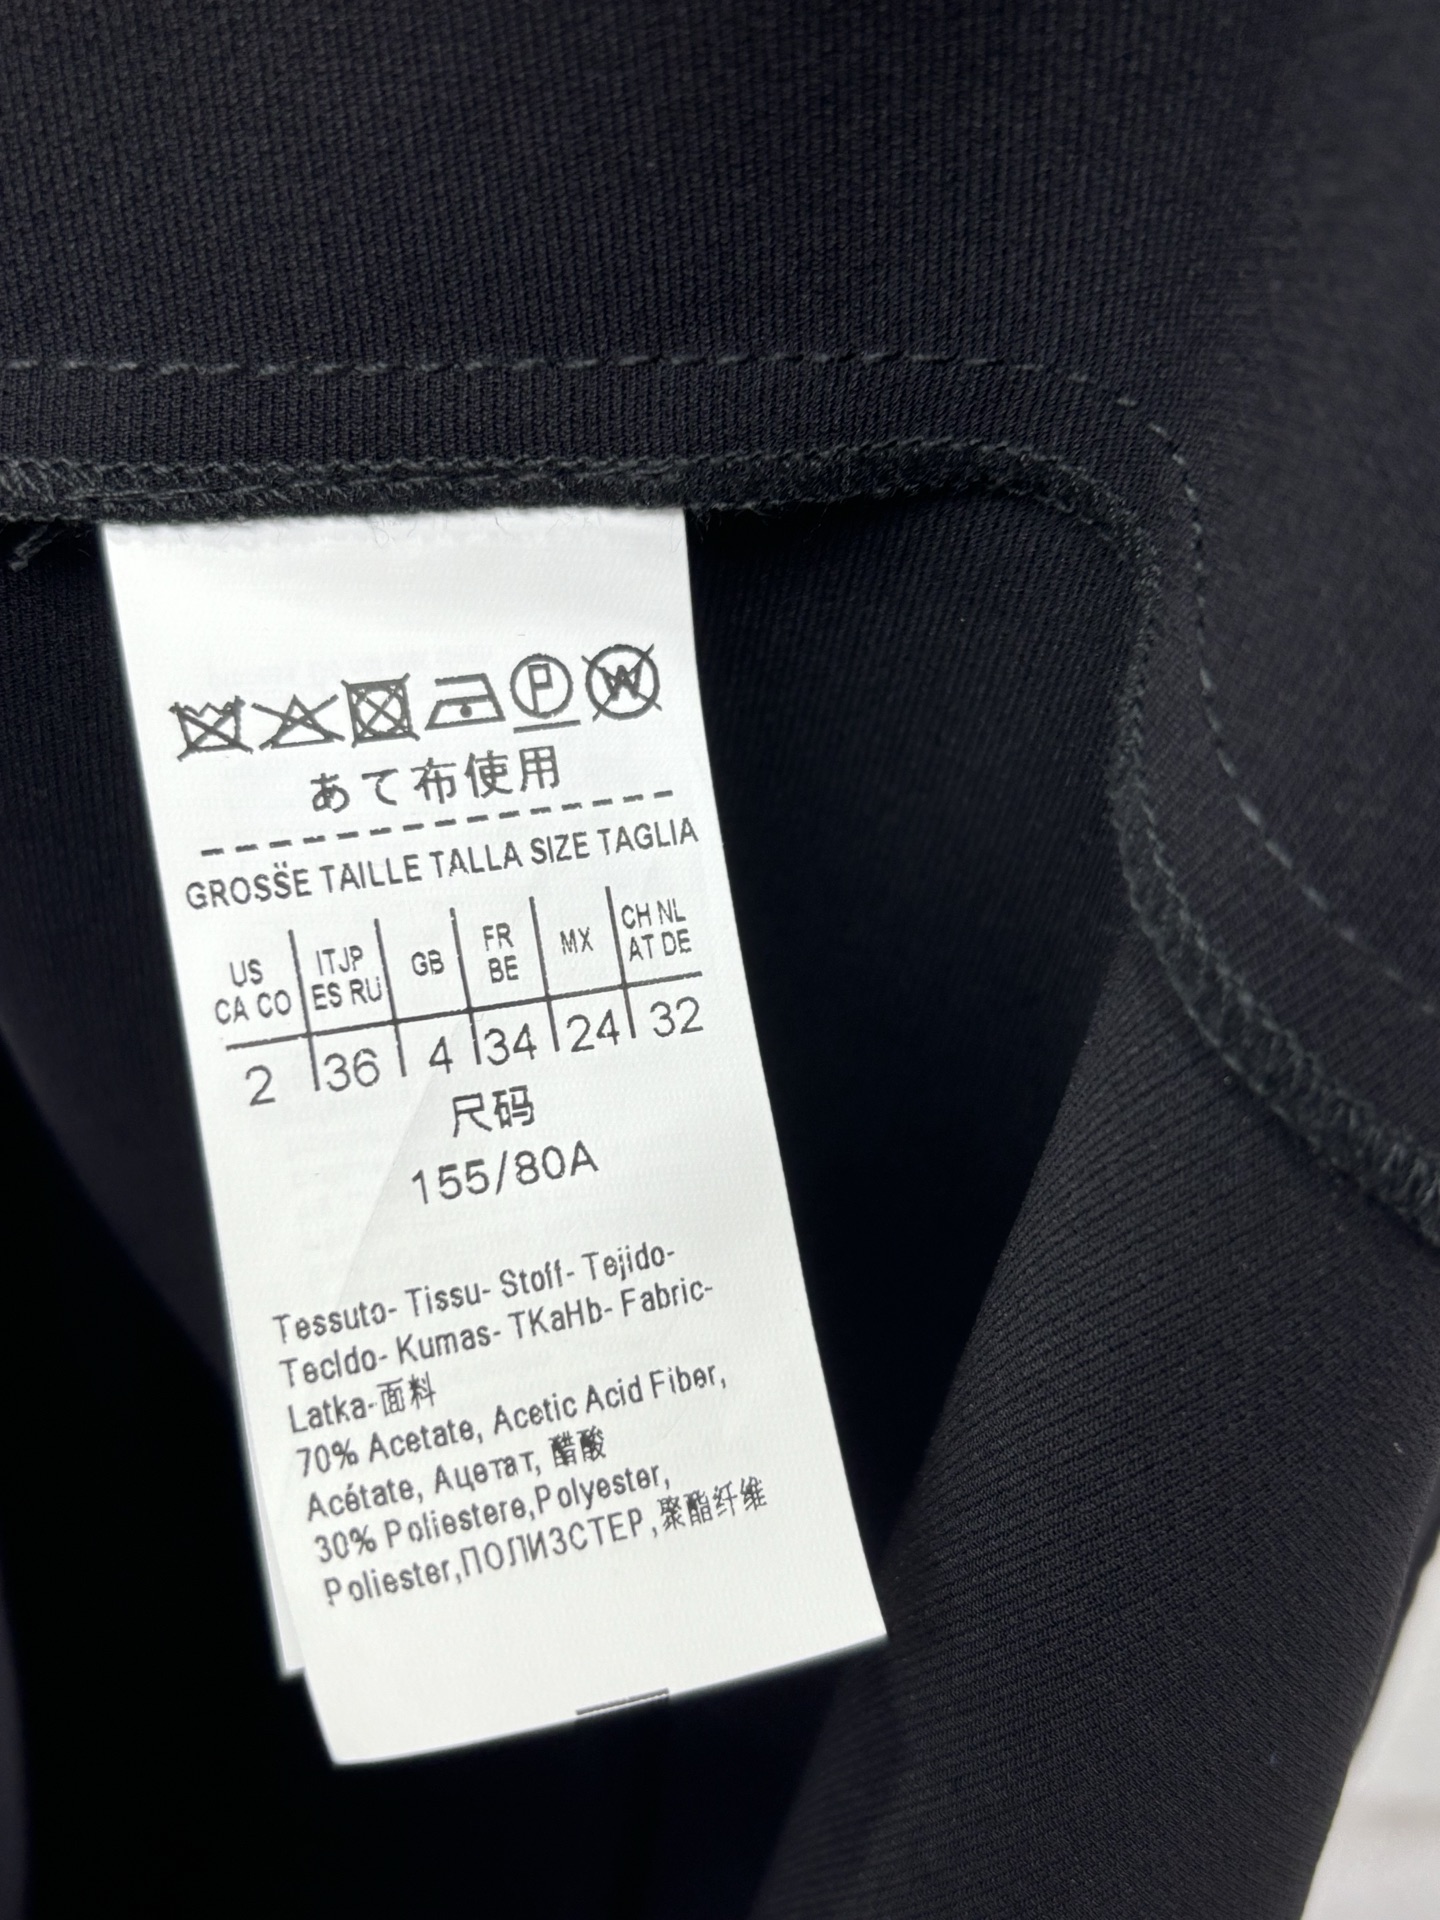 P W
あて布使用
GROSSË TAILLE TALLA SIZE TAGLIA
US CA CO | IT JP ES RU | GB | FR BE | MX | CH NL AT DE
2 | 36 | 4 | 34 | 24 | 32
尺码
155/80A
Tessuto- Tissu- Stoff- Tejido-
Tecldo- Kumas- TKaHb- Fabric-
Latka-面料
70% Acetate, Acetic Acid Fiber,
Acétate, Ацетат, 醋酸
30% Poliestere,Polyester,
Poliester,ПОЛИЗСТЕР,聚酯纤维